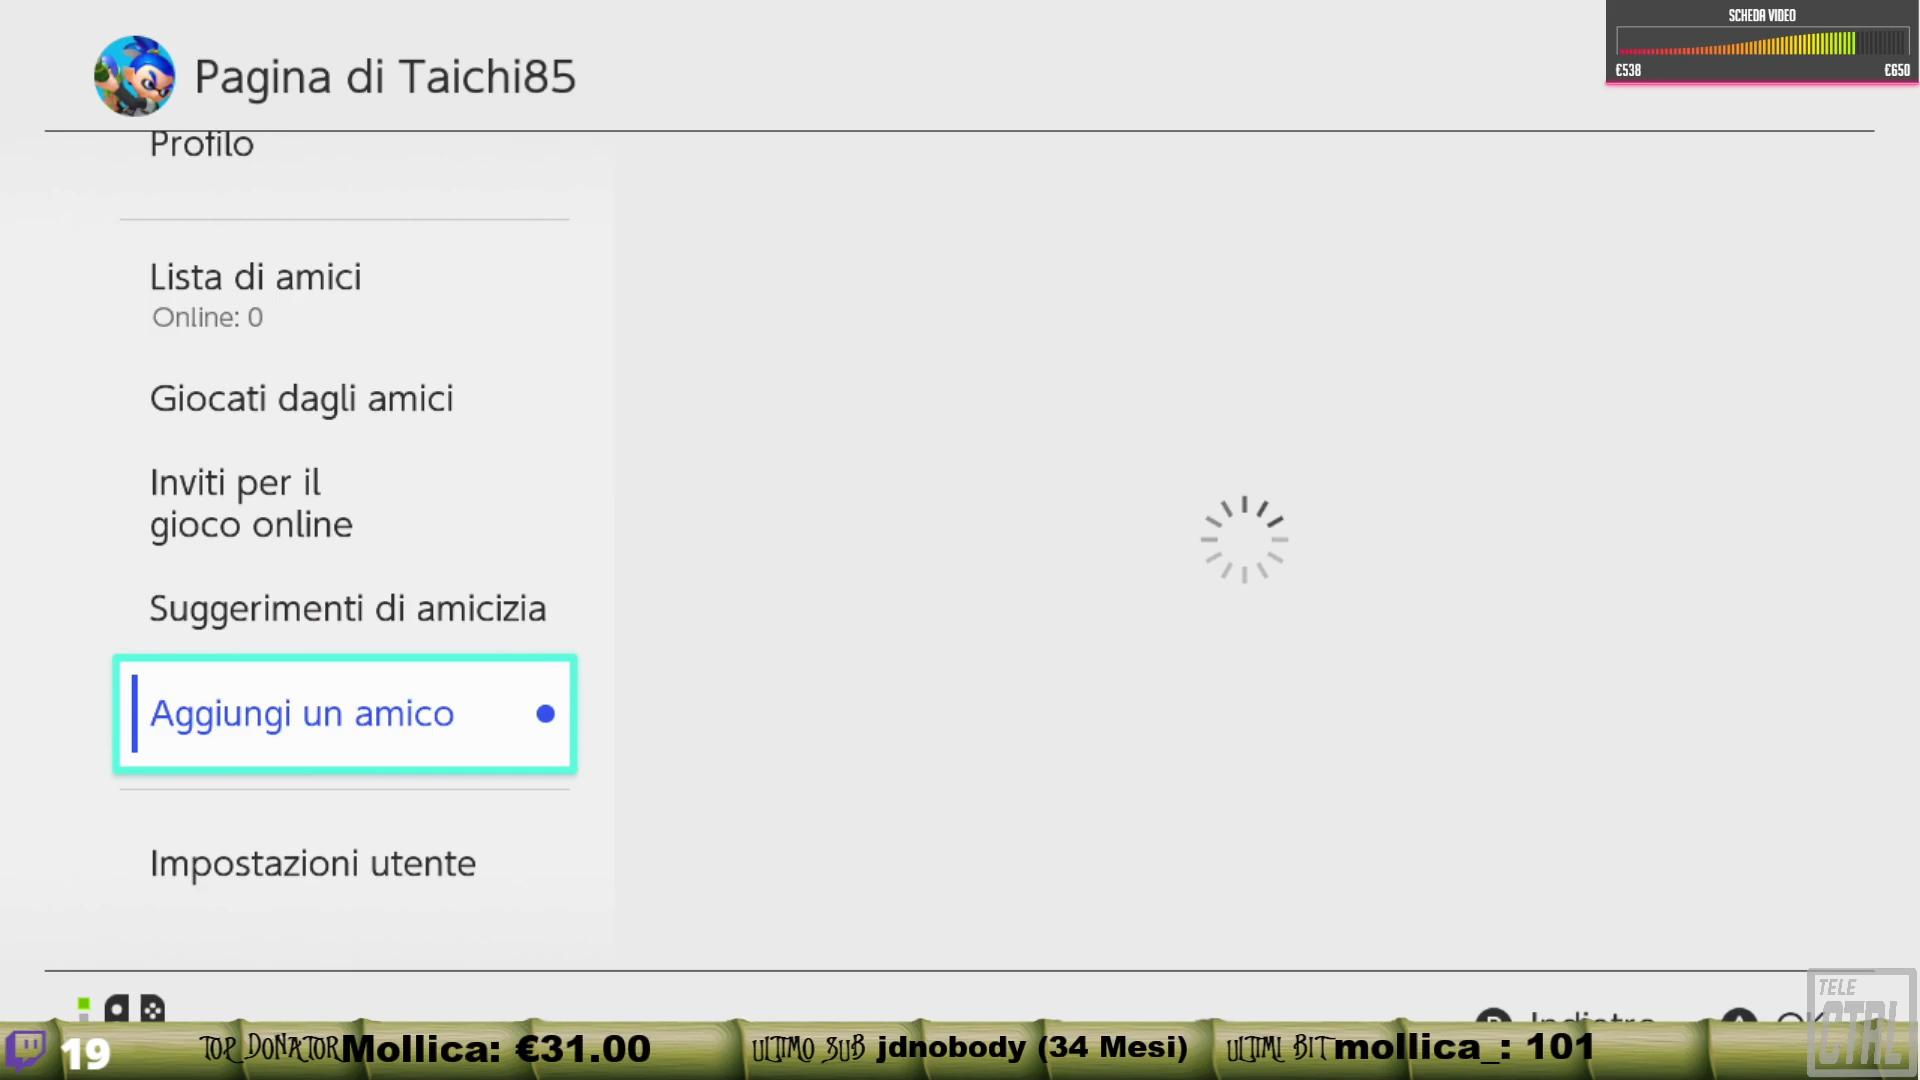 SCHEDA VIDEO
€538 €650
Pagina di Taichi85
Profilo
Lista di amici
Online: 0
Giocati dagli amici
Inviti per il
gioco online
Suggerimenti di amicizia
Aggiungi un amico
Impostazioni utente
Indietro OK
TELE
CTRL
19 TOP DONATOR Mollica: €31.00 ULTIMO SUB jdnobody (34 Mesi) ULTIMI BIT mollica_: 101